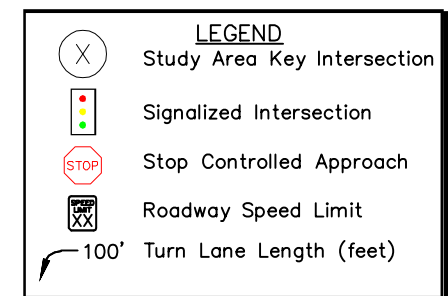 LEGEND
X Study Area Key Intersection
Signalized Intersection
STOP Stop Controlled Approach
SPEED
LIMIT
XX Roadway Speed Limit
100' Turn Lane Length (feet)